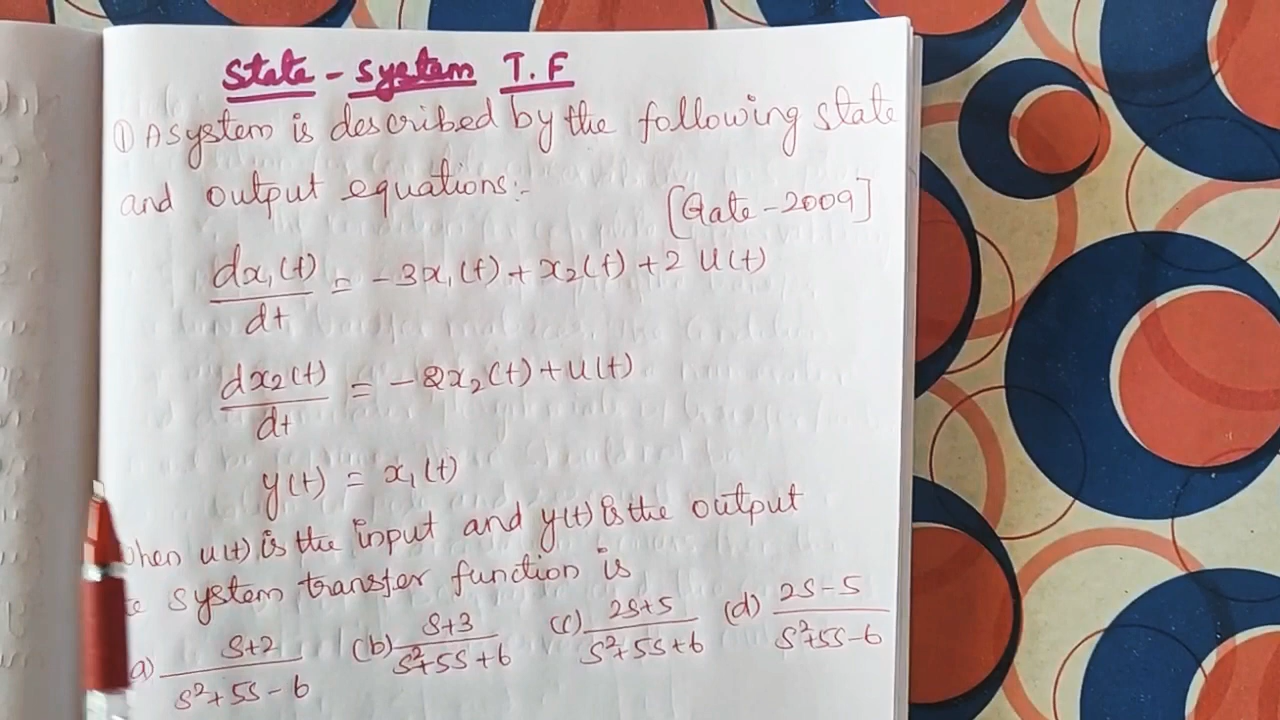 State - System T.F
① A system is described by the following state
and output equations:-
[Gate - 2009]
dx₁(t)/dt = -3x₁(t) + x₂(t) + 2 u(t)
dx₂(t)/dt = -2x₂(t) + u(t)
y(t) = x₁(t)
when u(t) is the input and y(t) is the output
system transfer function is
a) S+2/S²+5S-6 (b) S+3/S²+5S+6 (c) 2S+5/S²+5S+6 (d) 2S-5/S²+5S-6